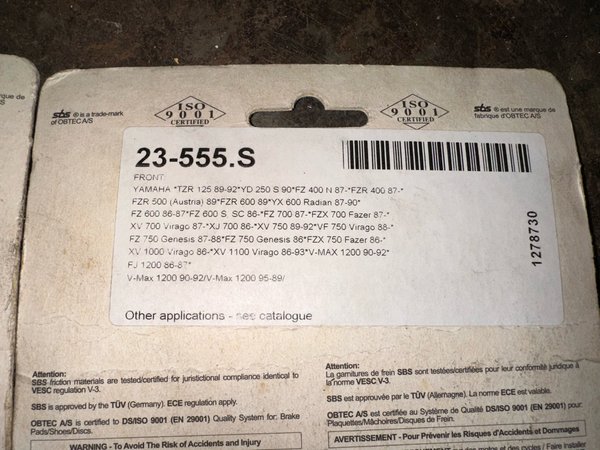 que de
A/S
sbs ® is a trade-mark
of OBTEC A/S
ISO
9001
CERTIFIED
ISO
9001
CERTIFIED
sbs ® est une marque de
fabrique d'OBTEC A/S
23-555.S
FRONT
YAMAHA *TZR 125 89-92*YD 250 S 90*FZ 400 N 87-*FZR 400 87-*
FZR 500 (Austria) 89*FZR 600 89*YX 600 Radian 87-90*
FZ 600 86-87*FZ 600 S, SC 86-*FZ 700 87-*FZX 700 Fazer 87-*
XV 700 Virago 87-*XJ 700 86-*XV 750 89-92*VF 750 Virago 88-*
FZ 750 Genesis 87-88*FZ 750 Genesis 86*FZX 750 Fazer 86-*
XV 1000 Virago 86-*XV 1100 Virago 86-93*V-MAX 1200 90-92*
FJ 1200 86-87*
V-Max 1200 90-92/V-Max 1200 95-89/
1278730
Other applications - see catalogue
Attention:
SBS friction materials are tested/certified for juristictional compliance identical to
VESC regulation V-3.
SBS is approved by the TÜV (Germany). ECE regulation apply.
OBTEC A/S is certified to DS/ISO 9001 (EN 29001) Quality System for: Brake
Pads/Shoes/Discs.
WARNING - To Avoid The Risk of Accidents and Injury
Attention:
La garnitures de frein SBS sont testées/certifiées pour leur conformité juridique à
la norme VESC V-3.
SBS est approuvée par le TÜV (Allemagne). La norme ECE est valable.
OBTEC A/S est certifié au Système de Qualité DS/ISO 9001 (EN 29001) pour:
Plaquettes/Mâchoires/Disques de Frein.
AVERTISSEMENT - Pour Prévenir les Risques d'Accidents et Dommages